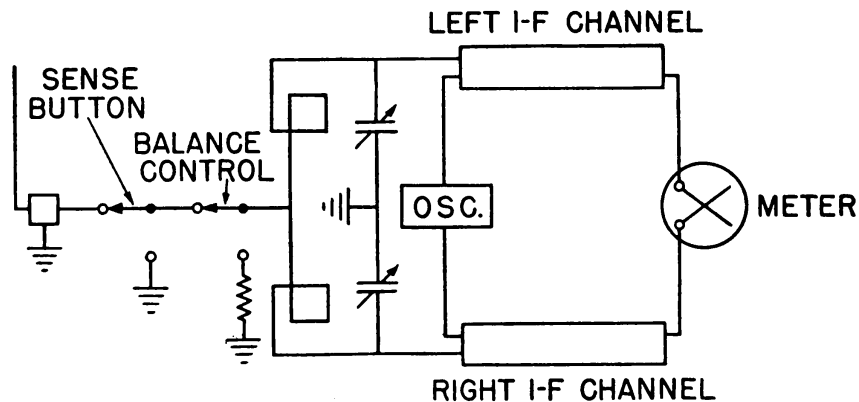 LEFT I-F CHANNEL
SENSE
BUTTON
BALANCE
CONTROL
OSC.
METER
RIGHT I-F CHANNEL